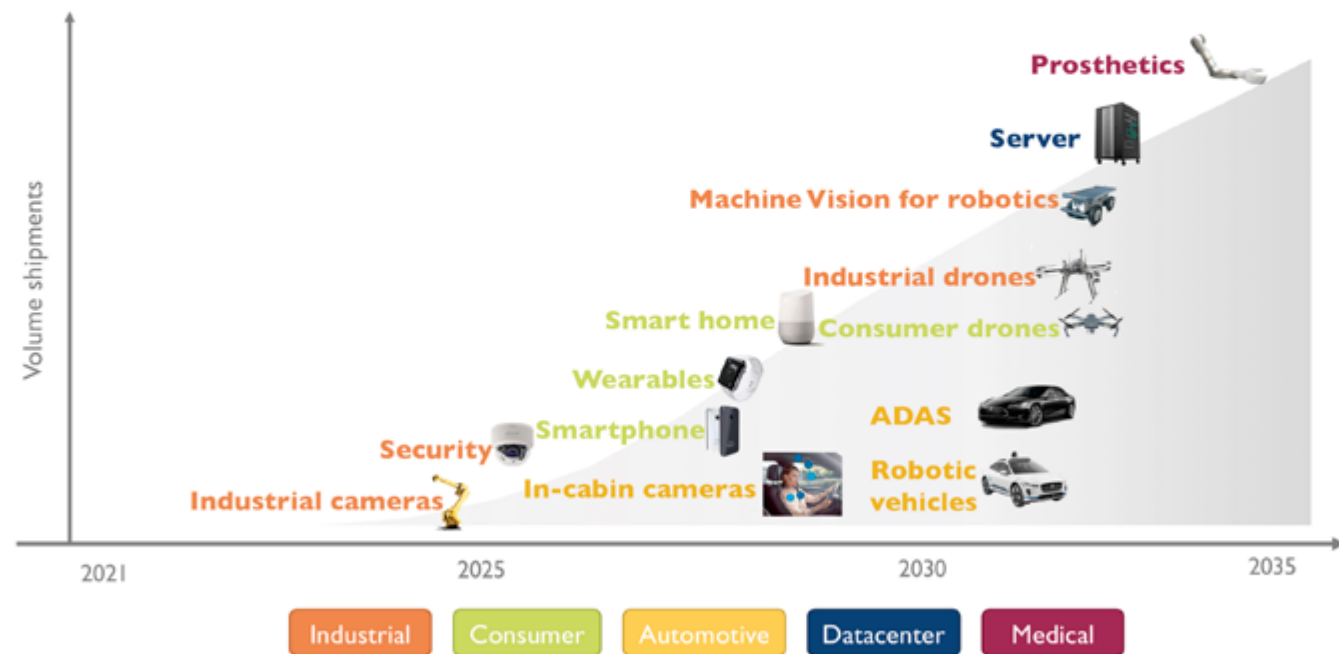 Prosthetics
Server
Machine Vision for robotics
Industrial drones
Smart home
Consumer drones
Wearables
ADAS
Smartphone
Security
Robotic
vehicles
In-cabin cameras
Industrial cameras
Volume shipments
2021
2025
2030
2035
Industrial
Consumer
Automotive
Datacenter
Medical